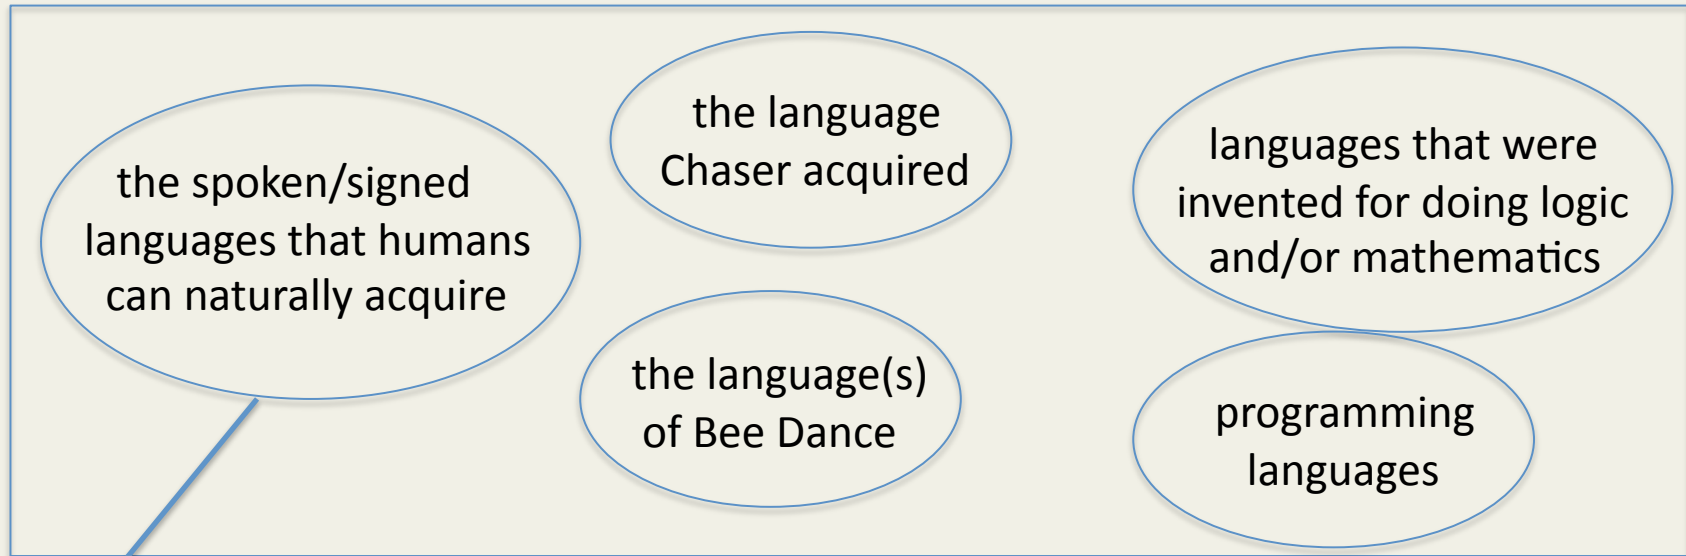 the spoken/signed
languages that humans
can naturally acquire
the language
Chaser acquired
the language(s)
of Bee Dance
languages that were
invented for doing logic
and/or mathematics
programming
languages